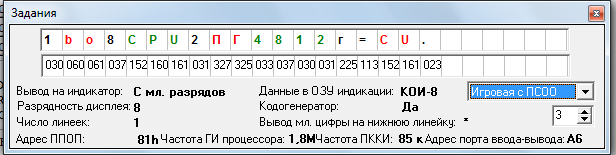 Задания
1 b o 8 C P U 2 П Г 4 8 1 2 г = C U .
030 060 061 037 152 160 161 031 327 325 033 037 030 031 225 113 152 161 023
Вывод на индикатор: С мл. разрядов Данные в ОЗУ индикации: КОИ-8 Игровая с ПСОО
Разрядность дисплея: 8 Кодогенератор: Да
Число линеек: 1 Вывод мл. цифры на нижнюю линейку: * 3
Адрес ППОП: 81h Частота ГИ процессора: 1,8М Частота ПККИ: 85 к Адрес порта ввода-вывода: A6